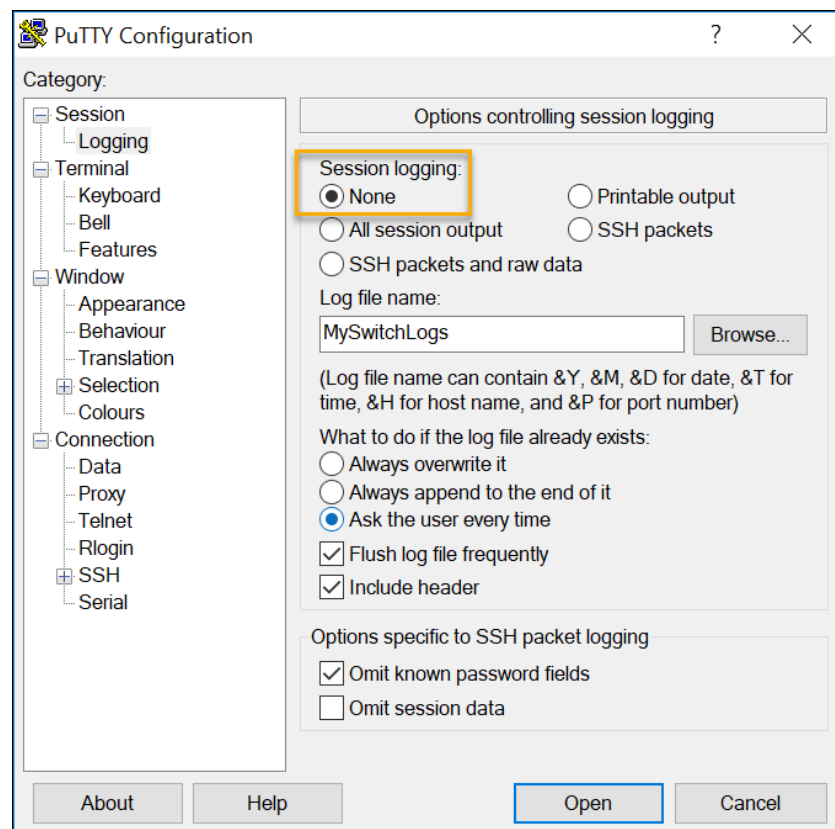 PuTTY Configuration
?
Category:
Session
Logging
Terminal
Keyboard
Bell
Features
Window
Appearance
Behaviour
Translation
Selection
Colours
Connection
Data
Proxy
Telnet
Rlogin
SSH
Serial
Options controlling session logging
Session logging:
None
Printable output
All session output
SSH packets
SSH packets and raw data
Log file name:
MySwitchLogs
Browse...
(Log file name can contain &Y, &M, &D for date, &T for
time, &H for host name, and &P for port number)
What to do if the log file already exists:
Always overwrite it
Always append to the end of it
Ask the user every time
Flush log file frequently
Include header
Options specific to SSH packet logging
Omit known password fields
Omit session data
About
Help
Open
Cancel